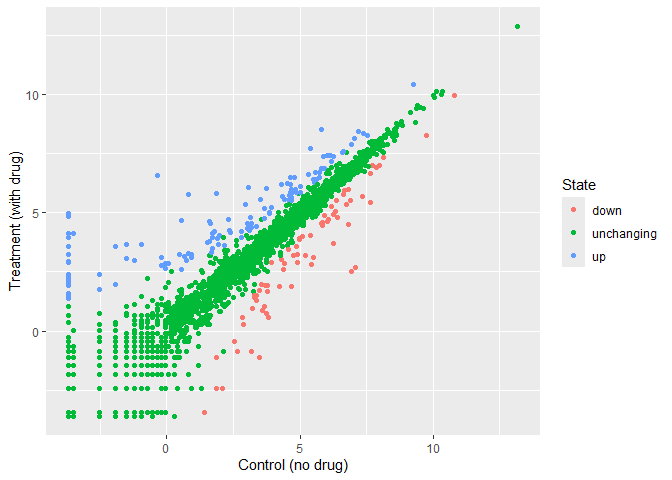 Treatment (with drug)
10
5
0
0
5
10
Control (no drug)
State
down
unchanging
up